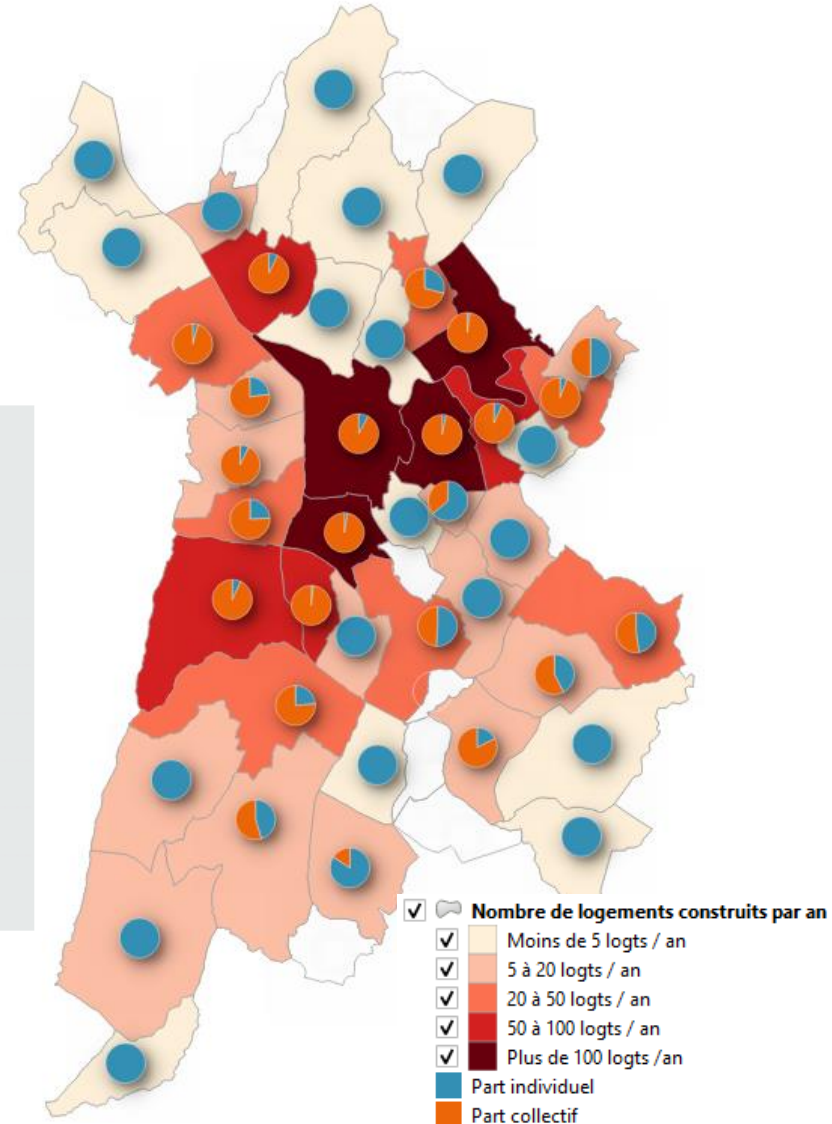 Nombre de logements construits par an
Moins de 5 logts / an
5 à 20 logts / an
20 à 50 logts / an
50 à 100 logts / an
Plus de 100 logts /an
Part individuel
Part collectif